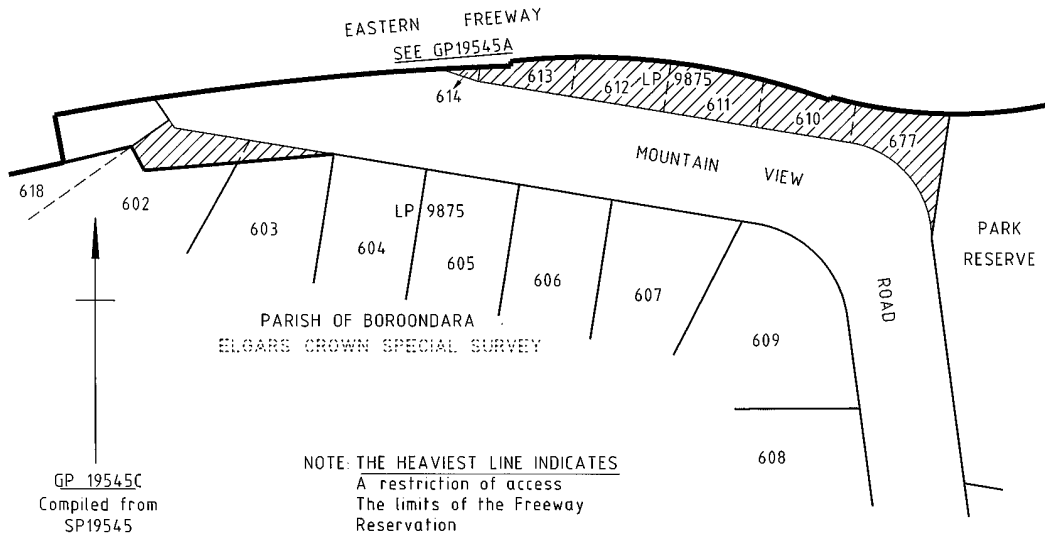 EASTERN FREEWAY
SEE GP19545A
613
614
612
LP 9875
611
610
677
MOUNTAIN VIEW
618
602
603
LP 9875
604
605
606
607
PARK
RESERVE
ROAD
PARISH OF BOROONDARA
ELGARS CROWN SPECIAL SURVEY
609
608
GP 19545C
Compiled from
SP19545
NOTE: THE HEAVIEST LINE INDICATES
A restriction of access
The limits of the Freeway
Reservation